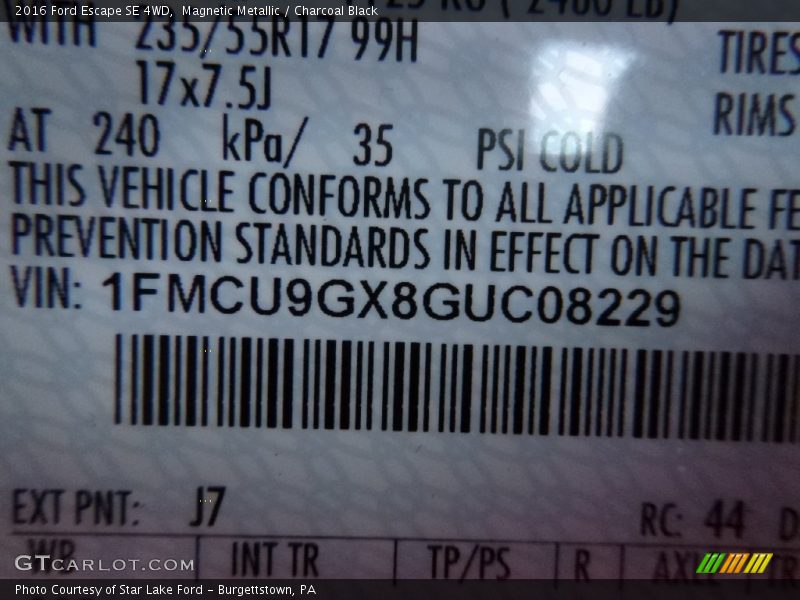 2016 Ford Escape SE 4WD, Magnetic Metallic / Charcoal Black
WITH 235/55R17 99H TIRES
17x7.5J RIMS
AT 240 kPa/ 35 PSI COLD
THIS VEHICLE CONFORMS TO ALL APPLICABLE FE
PREVENTION STANDARDS IN EFFECT ON THE DAT
VIN: 1FMCU9GX8GUC08229
EXT PNT: J7 RC: 44 D
WB INT TR TP/PS R AX
GTCARLOT.COM
Photo Courtesy of Star Lake Ford – Burgettstown, PA